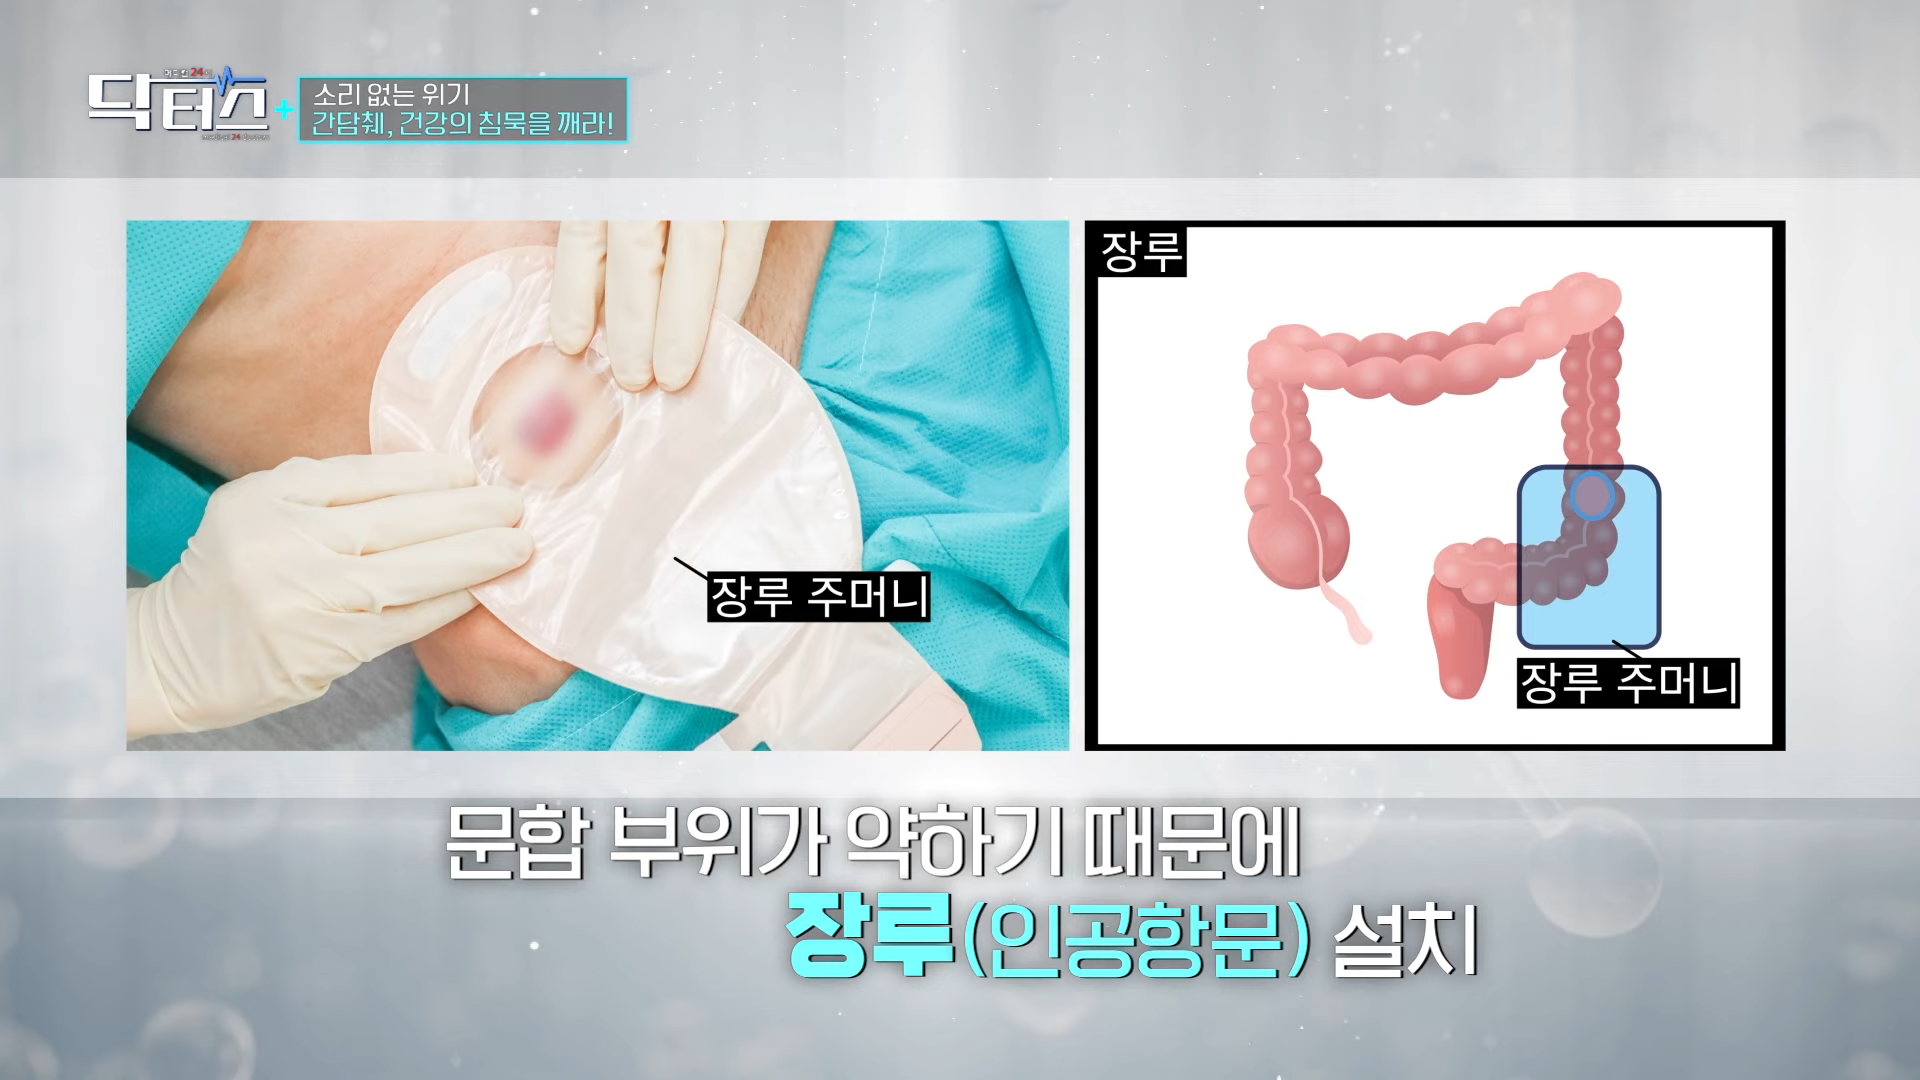 닥터스
소리 없는 위기
간담췌, 건강의 침묵을 깨라!
장루
장루 주머니
장루 주머니
문합 부위가 약하기 때문에
장루(인공항문) 설치